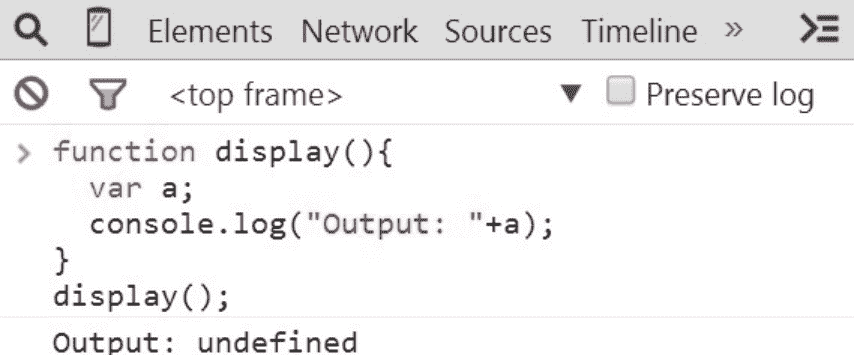 Elements Network Sources Timeline »
<top frame> ▼ Preserve log
> function display(){
  var a;
  console.log("Output: "+a);
}
display();
Output: undefined